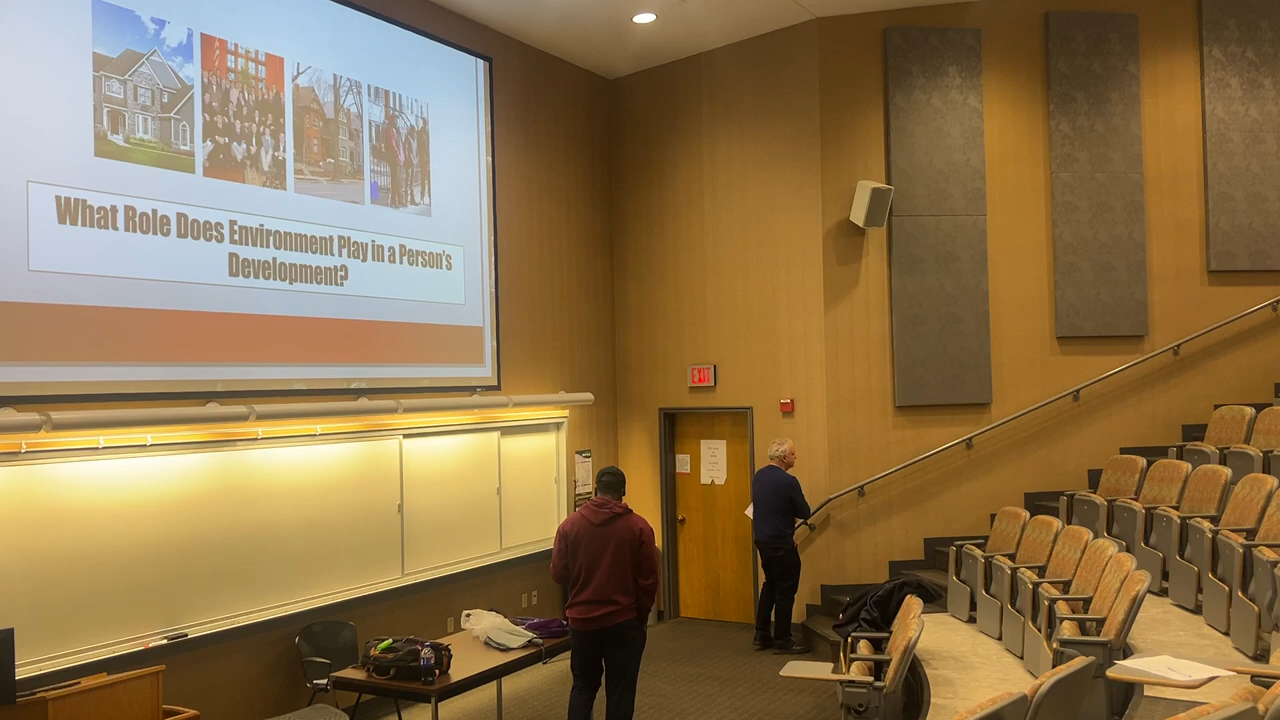 What Role Does Environment Play in a Person's
Development?
EXIT